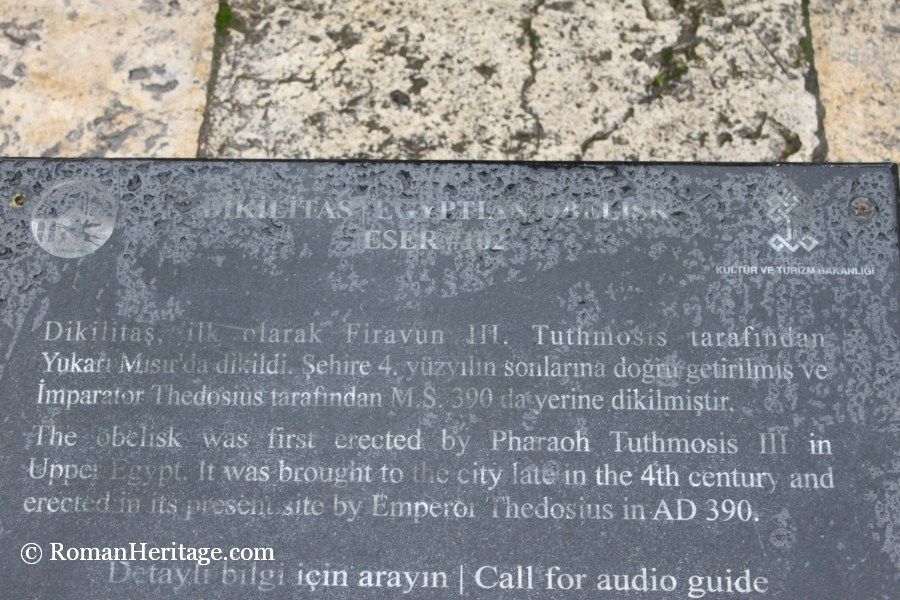 DİKİLİTAŞ | EGYPTIAN OBELISK
ESER #102
KÜLTÜR VE TURİZM BAKANLIĞI
Dikilitaş, ilk olarak Firavun III. Tuthmosis tarafından
Yukarı Mısır'da dikildi. Şehire 4. yüzyılın sonlarına doğru getirilmiş ve
İmparator Thedosius tarafından M.S. 390 da yerine dikilmiştir.
The obelisk was first erected by Pharaoh Tuthmosis III in
Upper Egypt. It was brought to the city late in the 4th century and
erected in its present site by Emperor Thedosius in AD 390.
© RomanHeritage.com
Detaylı bilgi için arayın | Call for audio guide